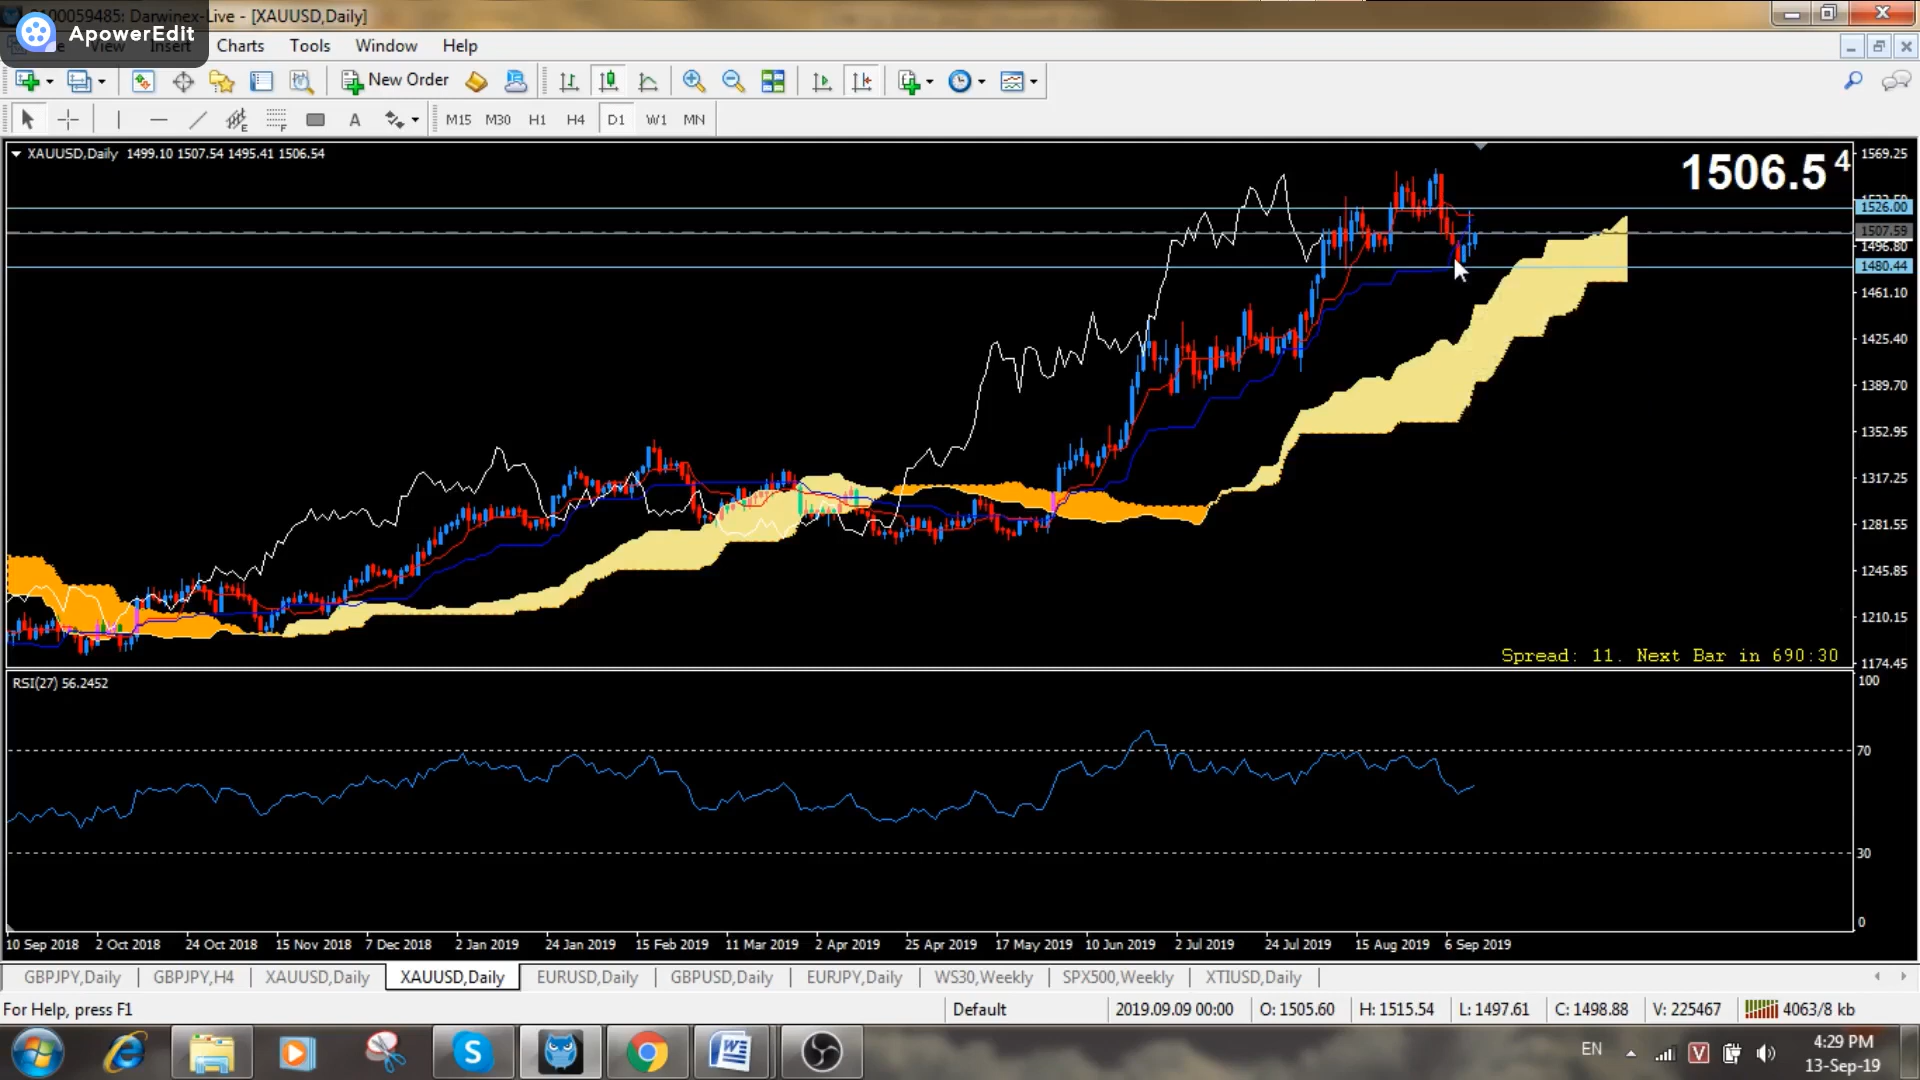 2100059485: Darwinex-Live - [XAUUSD,Daily]
ApowerEdit
View Insert Charts Tools Window Help
New Order
A M15 M30 H1 H4 D1 W1 MN
XAUUSD,Daily 1499.10 1507.54 1495.41 1506.54
1506.54
1569.25
1526.00
1507.59
1496.80
1480.44
1461.10
1425.40
1389.70
1352.95
1317.25
1281.55
1245.85
1210.15
1174.45
Spread: 11. Next Bar in 690:30
RSI(27) 56.2452
100
70
30
0
10 Sep 2018 2 Oct 2018 24 Oct 2018 15 Nov 2018 7 Dec 2018 2 Jan 2019 24 Jan 2019 15 Feb 2019 11 Mar 2019 2 Apr 2019 25 Apr 2019 17 May 2019 10 Jun 2019 2 Jul 2019 24 Jul 2019 15 Aug 2019 6 Sep 2019
GBPJPY,Daily GBPJPY,H4 XAUUSD,Daily XAUUSD,Daily EURUSD,Daily GBPUSD,Daily EURJPY,Daily WS30,Weekly SPX500,Weekly XTIUSD,Daily
For Help, press F1 Default 2019.09.09 00:00 O: 1505.60 H: 1515.54 L: 1497.61 C: 1498.88 V: 225467 4063/8 kb
EN 4:29 PM
13-Sep-19